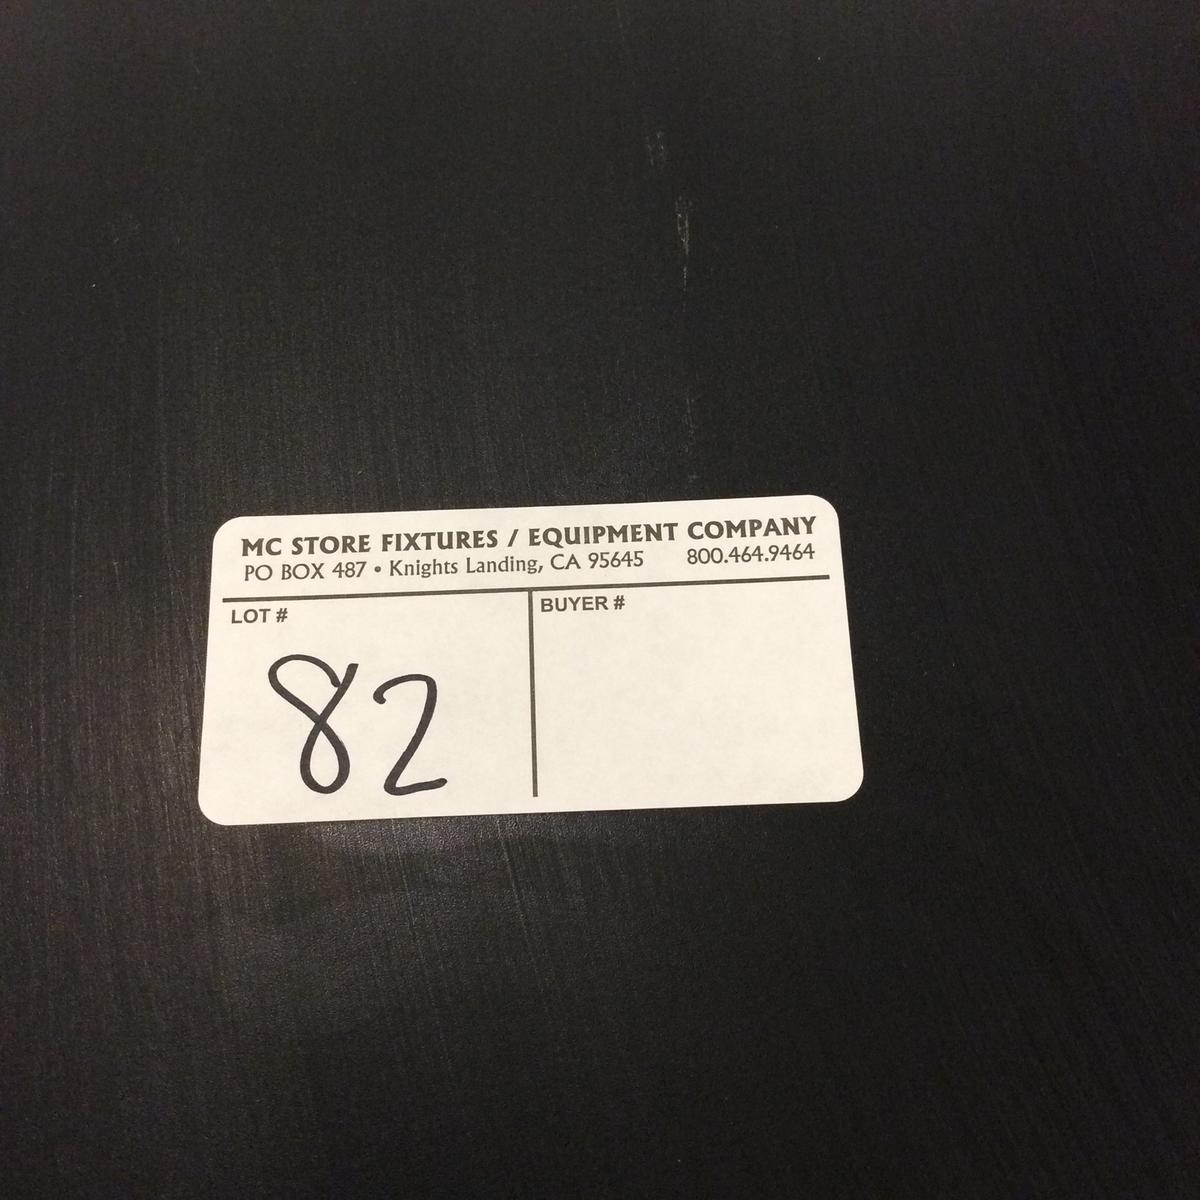 MC STORE FIXTURES / EQUIPMENT COMPANY
PO BOX 487 • Knights Landing, CA 95645 800.464.9464
LOT # BUYER #
82